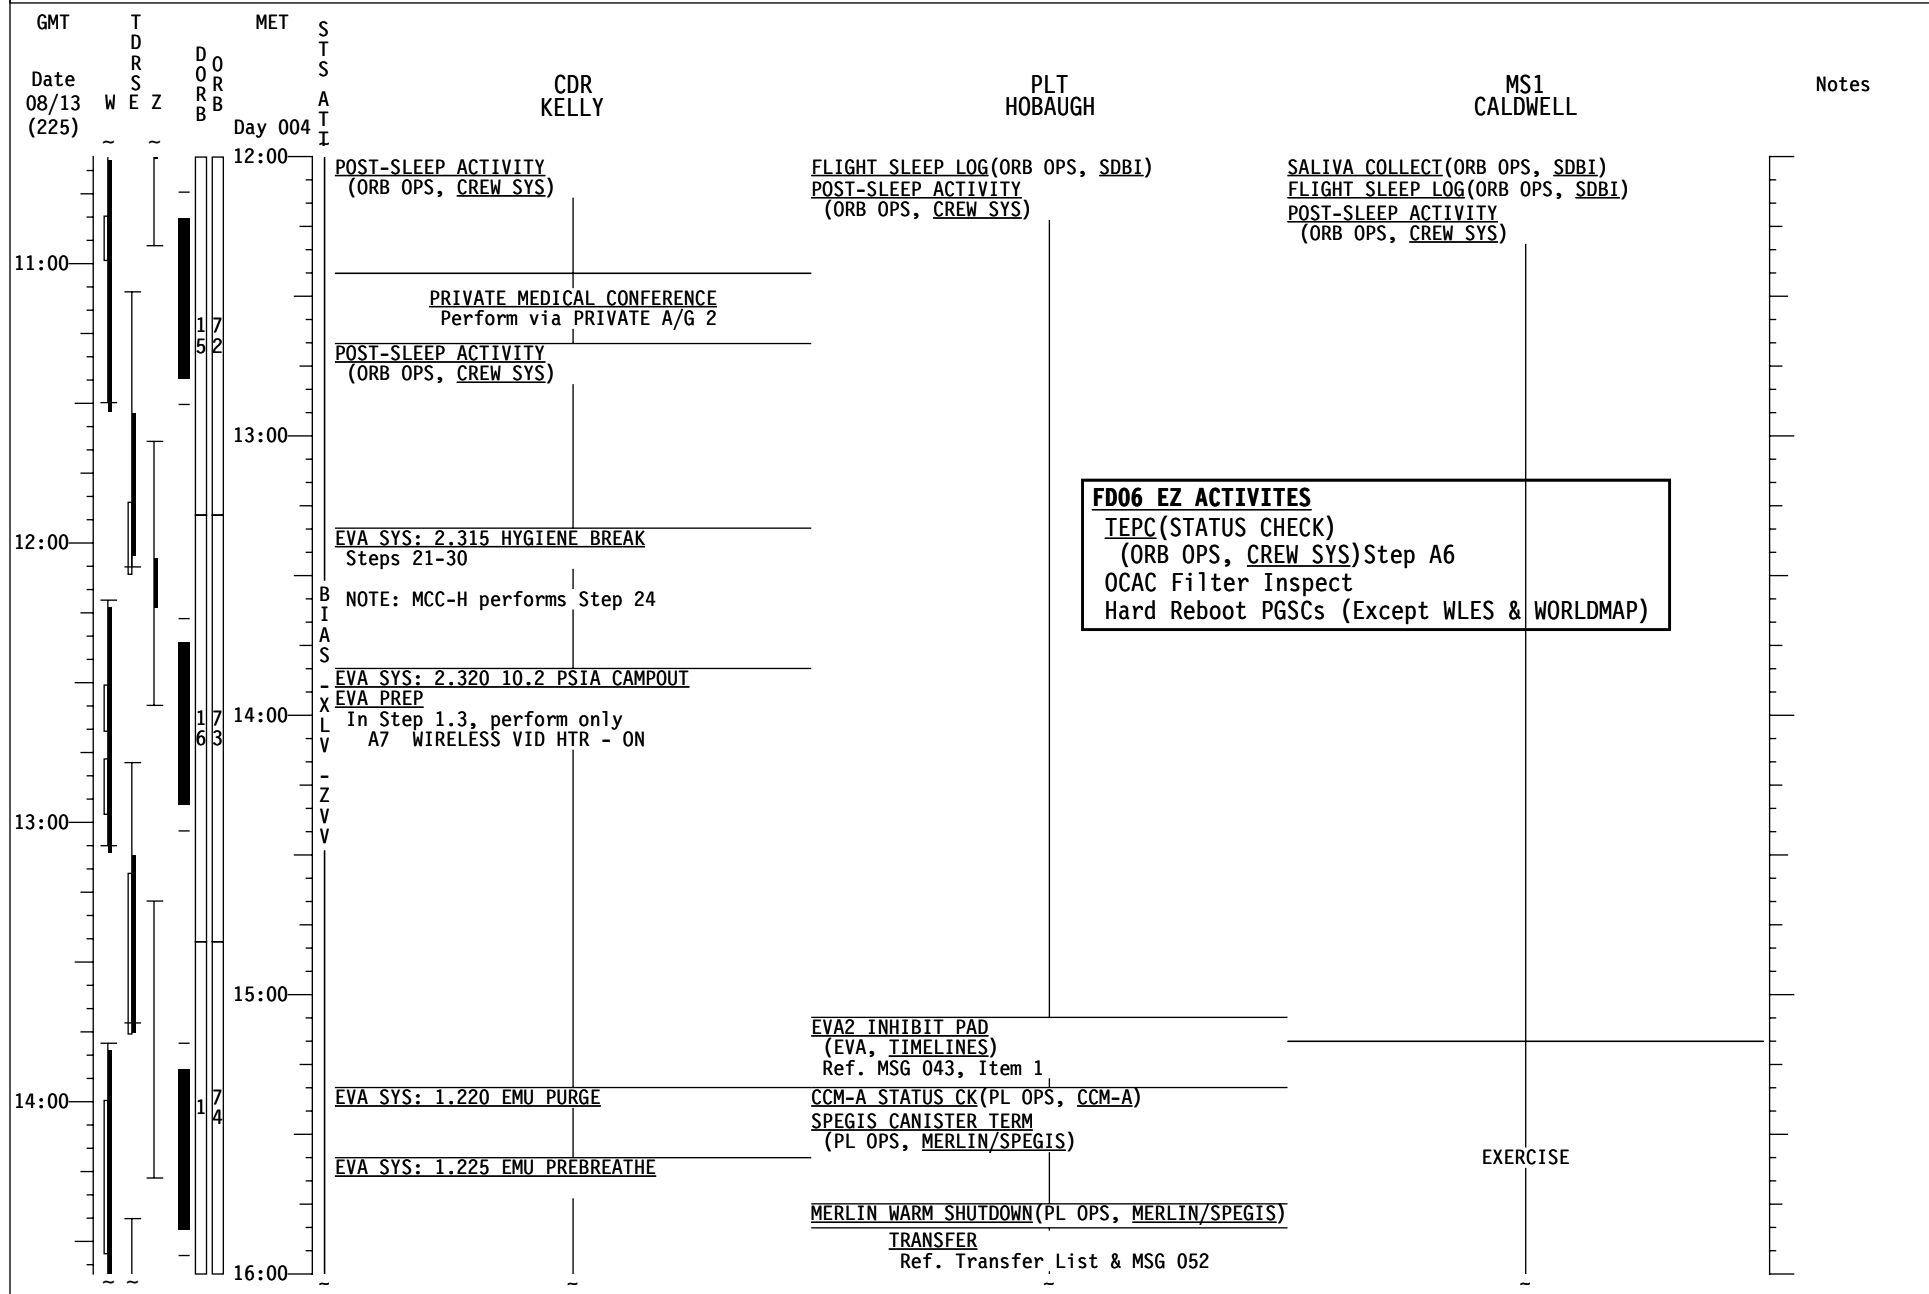 GMT
TDRS
MET
STS ATT
Date
08/13
(225)
W E Z
DORB
ORB
Day 004
CDR
KELLY
PLT
HOBAUGH
MS1
CALDWELL
Notes
12:00
POST-SLEEP ACTIVITY
(ORB OPS, CREW SYS)
FLIGHT SLEEP LOG(ORB OPS, SDBI)
POST-SLEEP ACTIVITY
(ORB OPS, CREW SYS)
SALIVA COLLECT(ORB OPS, SDBI)
FLIGHT SLEEP LOG(ORB OPS, SDBI)
POST-SLEEP ACTIVITY
(ORB OPS, CREW SYS)
11:00
PRIVATE MEDICAL CONFERENCE
Perform via PRIVATE A/G 2
15
72
POST-SLEEP ACTIVITY
(ORB OPS, CREW SYS)
13:00
FD06 EZ ACTIVITES
TEPC(STATUS CHECK)
(ORB OPS, CREW SYS)Step A6
OCAC Filter Inspect
Hard Reboot PGSCs (Except WLES & WORLDMAP)
12:00
EVA SYS: 2.315 HYGIENE BREAK
Steps 21-30
NOTE: MCC-H performs Step 24
BIAS -XLV -ZVV
EVA SYS: 2.320 10.2 PSIA CAMPOUT
EVA PREP
In Step 1.3, perform only
A7 WIRELESS VID HTR - ON
14:00
16
73
13:00
15:00
EVA2 INHIBIT PAD
(EVA, TIMELINES)
Ref. MSG 043, Item 1
14:00
1
74
EVA SYS: 1.220 EMU PURGE
CCM-A STATUS CK(PL OPS, CCM-A)
SPEGIS CANISTER TERM
(PL OPS, MERLIN/SPEGIS)
EVA SYS: 1.225 EMU PREBREATHE
EXERCISE
MERLIN WARM SHUTDOWN(PL OPS, MERLIN/SPEGIS)
TRANSFER
Ref. Transfer List & MSG 052
16:00